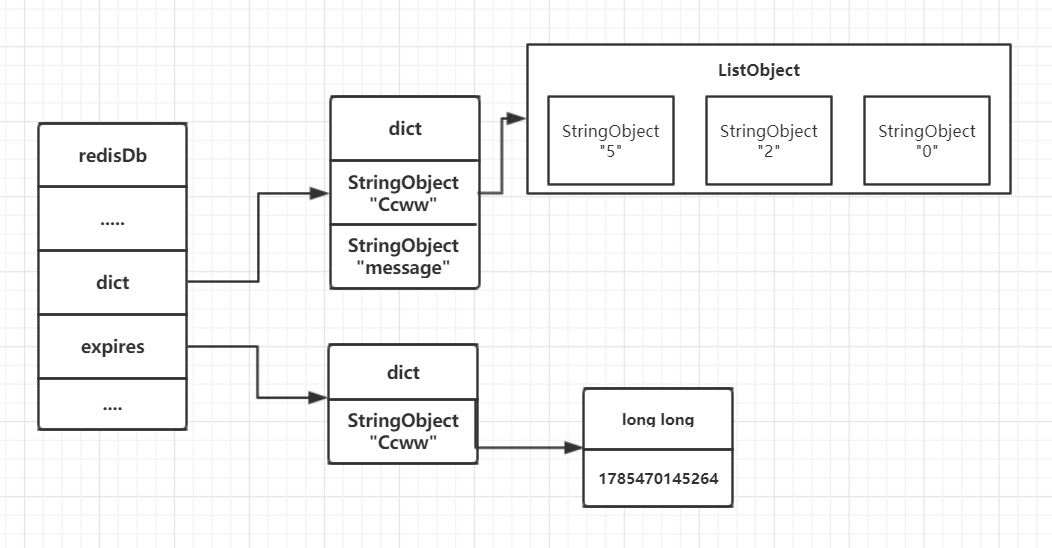 redisDb
.....
dict
expires
....
dict
StringObject
"Ccww"
StringObject
"message"
ListObject
StringObject
"5"
StringObject
"2"
StringObject
"0"
dict
StringObject
"Ccww"
long long
1785470145264